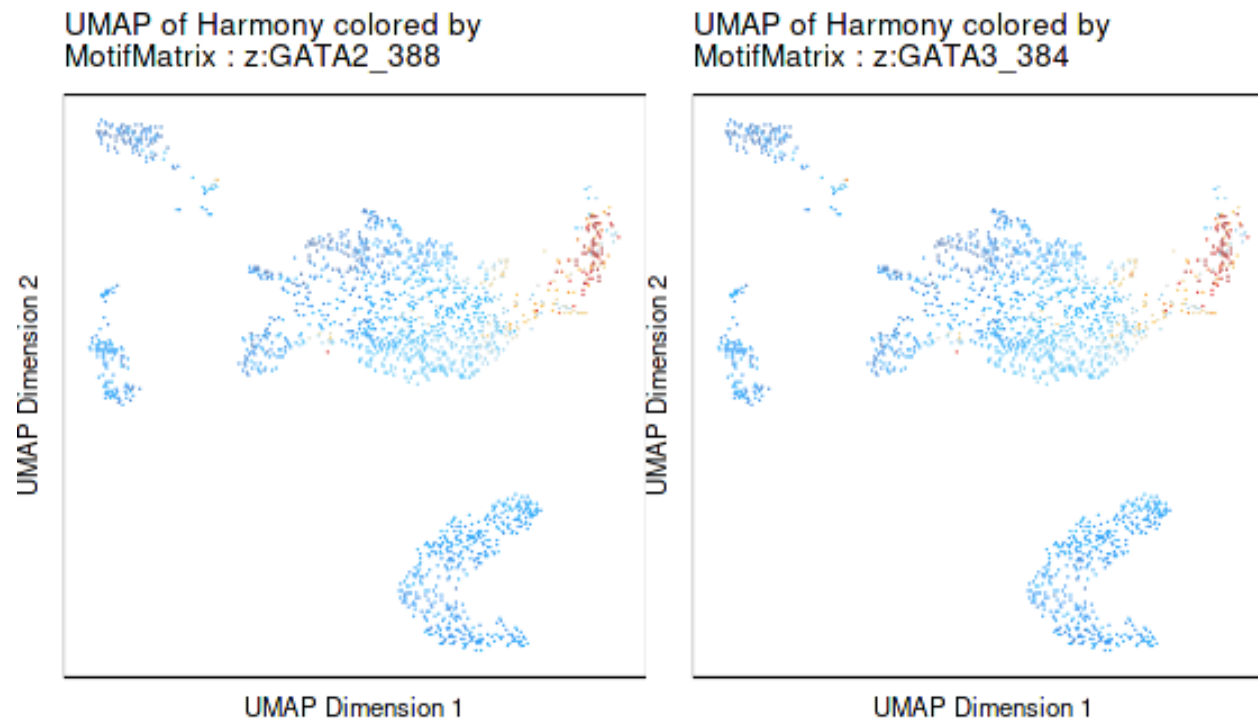 UMAP of Harmony colored by
MotifMatrix : z:GATA2_388
UMAP Dimension 2
UMAP Dimension 1
UMAP of Harmony colored by
MotifMatrix : z:GATA3_384
UMAP Dimension 2
UMAP Dimension 1